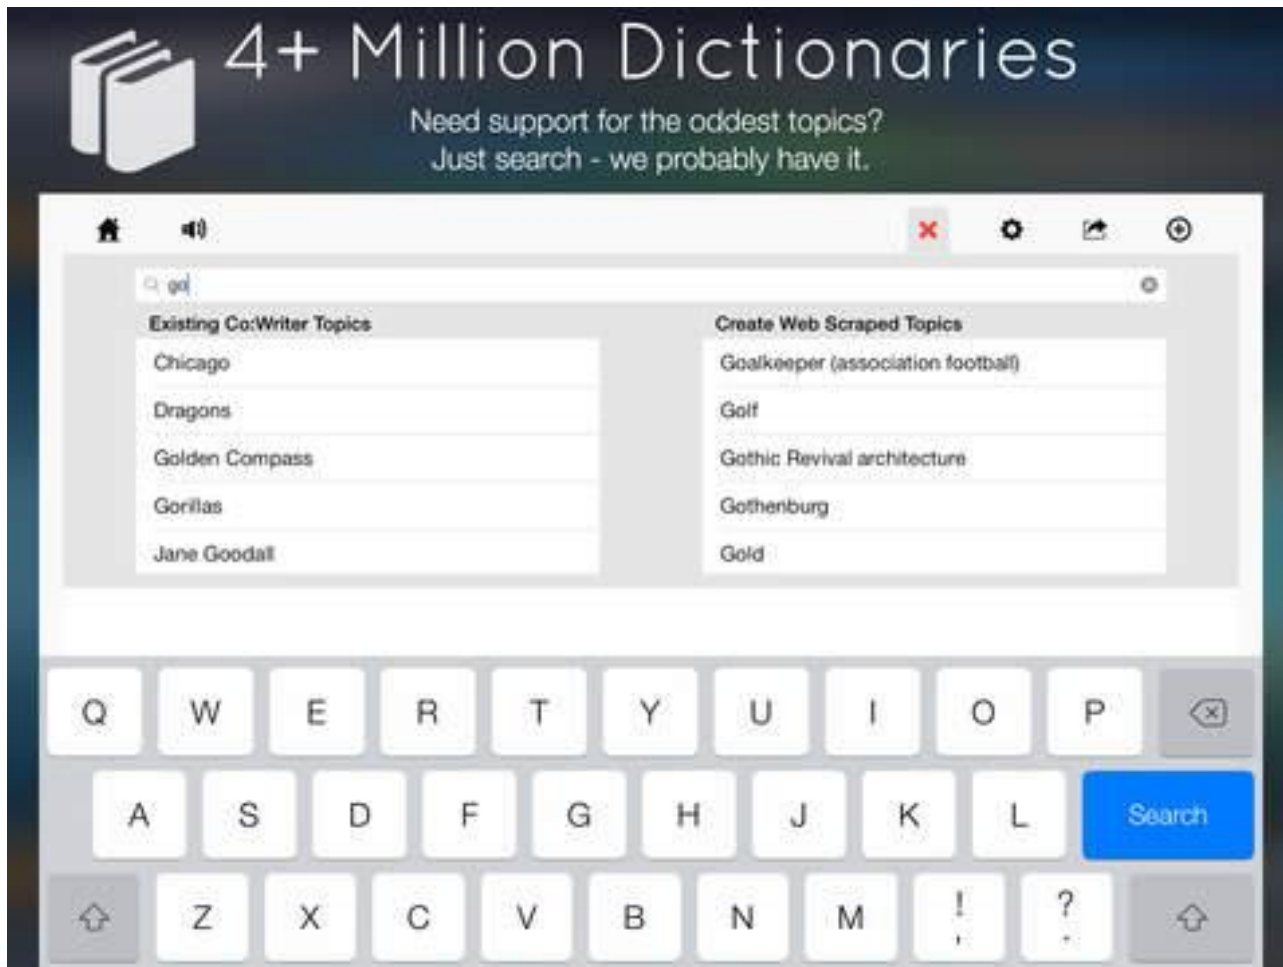 4+ Million Dictionaries
Need support for the oddest topics?
Just search - we probably have it.
go
Existing Co:Writer Topics
Chicago
Dragons
Golden Compass
Gorillas
Jane Goodall
Create Web Scraped Topics
Goalkeeper (association football)
Golf
Gothic Revival architecture
Gothenburg
Gold
Q W E R T Y U I O P
A S D F G H J K L Search
Z X C V B N M ! ?
, .